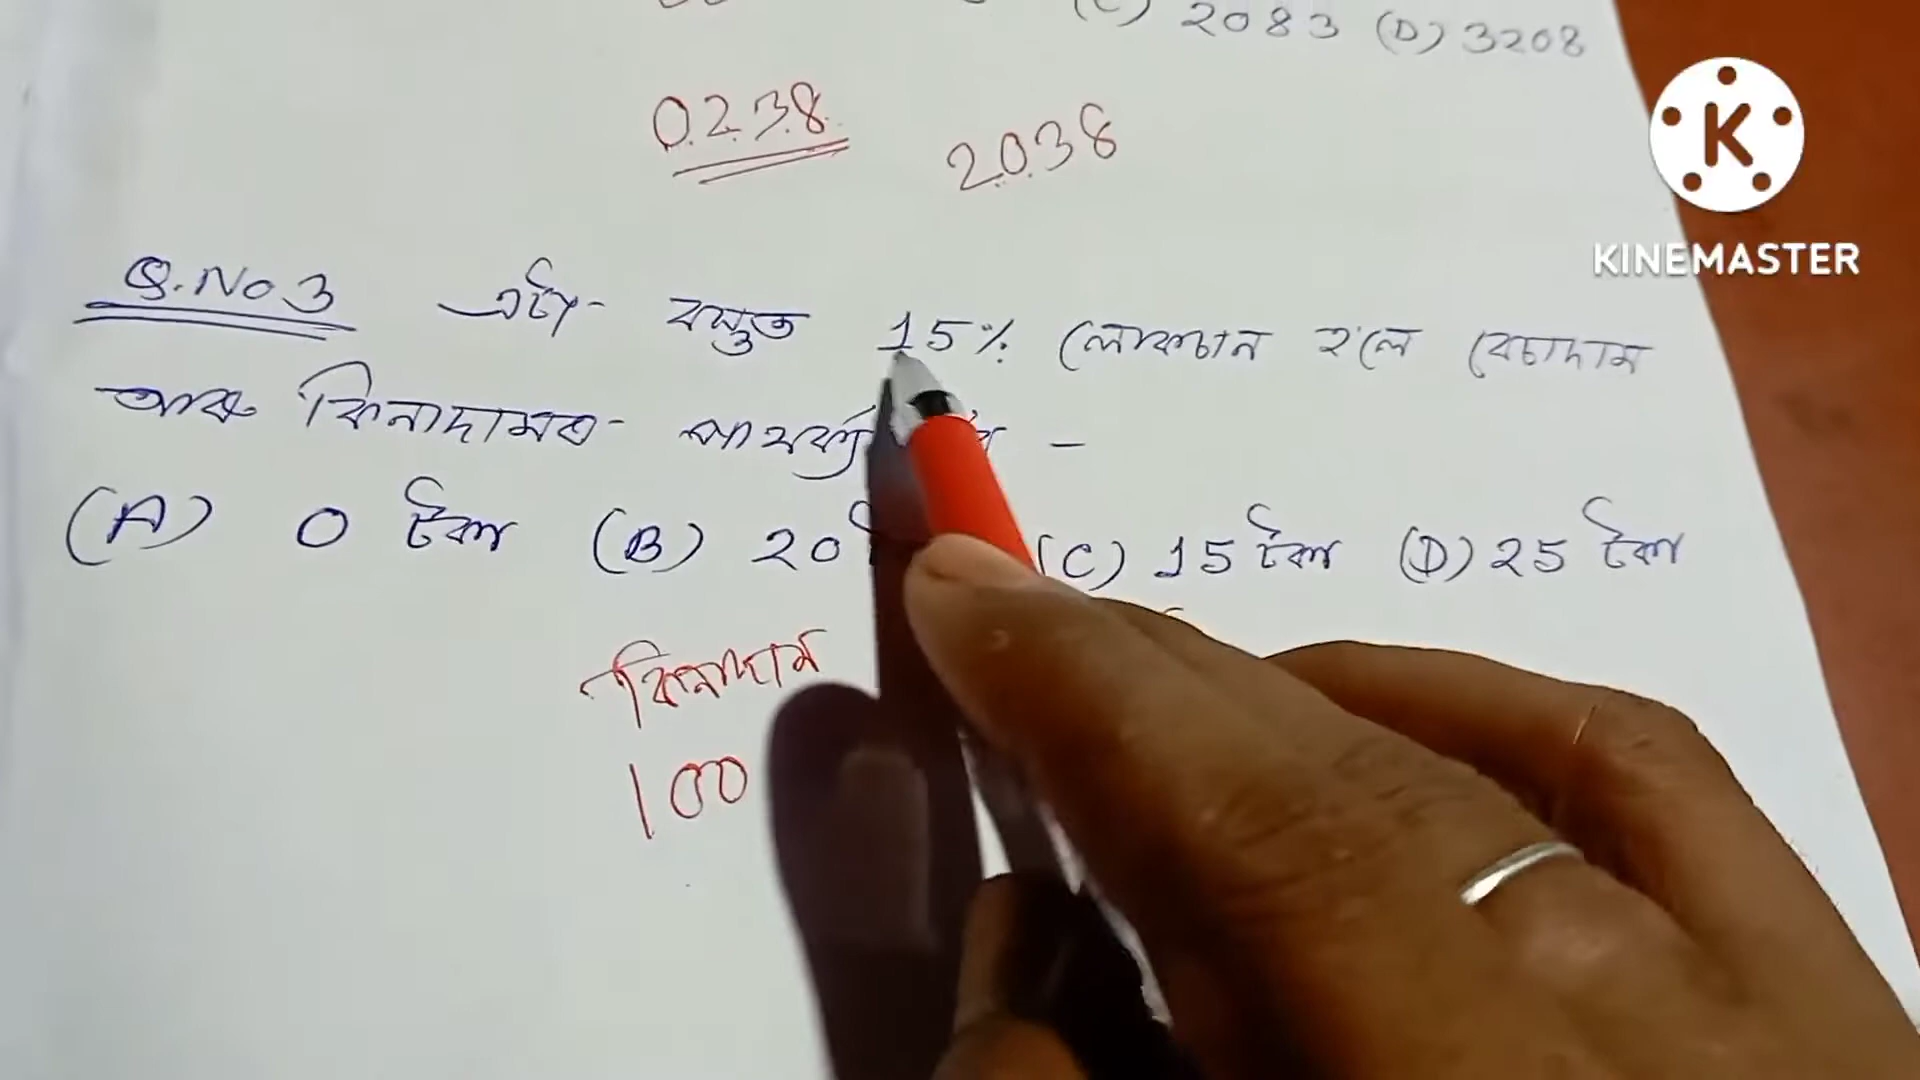 (C) 2083 (D) 3208
0238 2038
KINEMASTER
Q.No 3 এটা বস্তুত 15% লোকচান হ'লে বেচাদাম
আৰু কিনাদামৰ পাৰ্থক্য
(A) 0 টকা (B) 20 (C) 15 টকা (D) 25 টকা
কিনাদাম
100